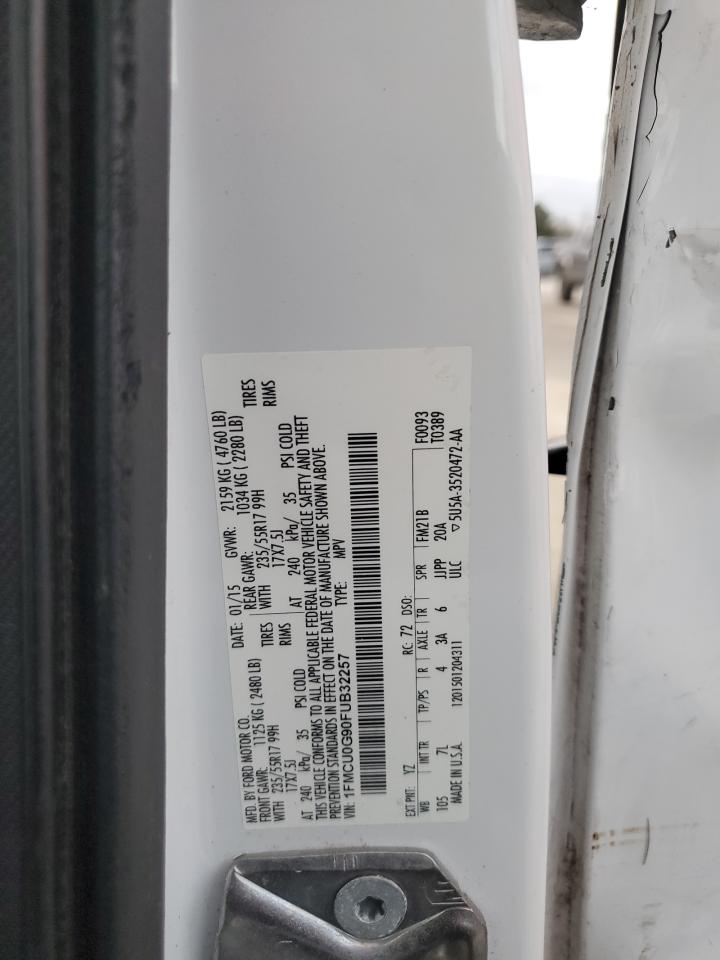 MFD. BY FORD MOTOR CO. DATE: 01/15 GVWR: 2159 KG ( 4760 LB)
FRONT GAWR: 1125 KG ( 2480 LB) REAR GAWR: 1034 KG ( 2280 LB)
WITH 235/55R17 99H TIRES WITH 235/55R17 99H TIRES
17X7.5J RIMS 17X7.5J RIMS
AT 240 kPa/ 35 PSI COLD AT 240 kPa/ 35 PSI COLD
THIS VEHICLE CONFORMS TO ALL APPLICABLE FEDERAL MOTOR VEHICLE SAFETY AND THEFT
PREVENTION STANDARDS IN EFFECT ON THE DATE OF MANUFACTURE SHOWN ABOVE.
VIN: 1FMCU0G90FUB32257 TYPE: MPV
EXT PNT: YZ RC: 72 DSO: F0093
WB INT TR TP/PS R AXLE TR SPR FM21B T0389
105 7L 4 3A 6 JJPP 20A
MADE IN U.S.A. 1201501204311 ULC ▽5U5A-3520472-AA